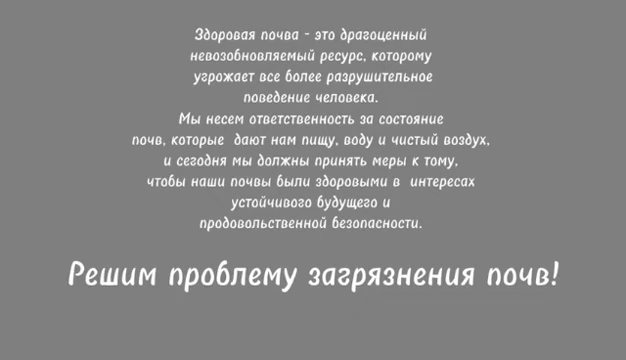 Здоровая почва - это драгоценный
невозобновляемый ресурс, которому
угрожает все более разрушительное
поведение человека.
Мы несем ответственность за состояние
почв, которые дают нам пищу, воду и чистый воздух,
и сегодня мы должны принять меры к тому,
чтобы наши почвы были здоровыми в интересах
устойчивого будущего и
продовольственной безопасности.
Решим проблему загрязнения почв!